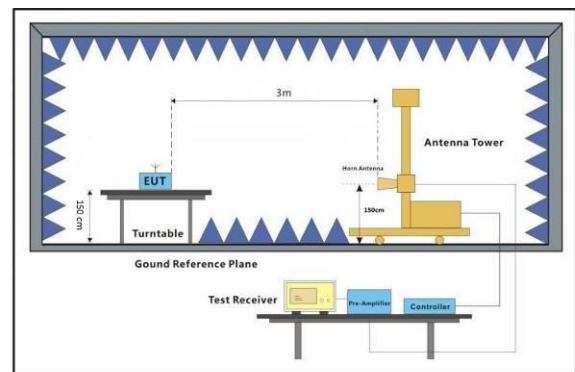 3m
Antenna Tower
Horn Antenna
EUT
150 cm
150cm
Turntable
Gound Reference Plane
Test Receiver
Pre-Amplifier
Controller